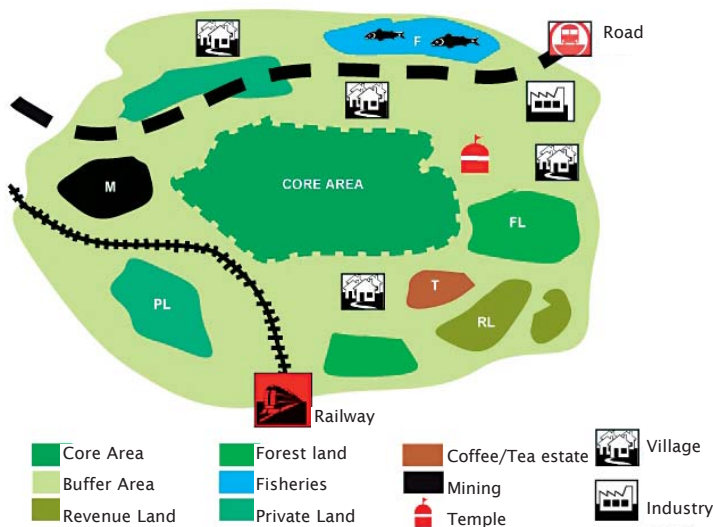 F
Road
M
CORE AREA
FL
PL
T
RL
Railway
Core Area
Forest land
Coffee/Tea estate
Village
Buffer Area
Fisheries
Mining
Revenue Land
Private Land
Temple
Industry